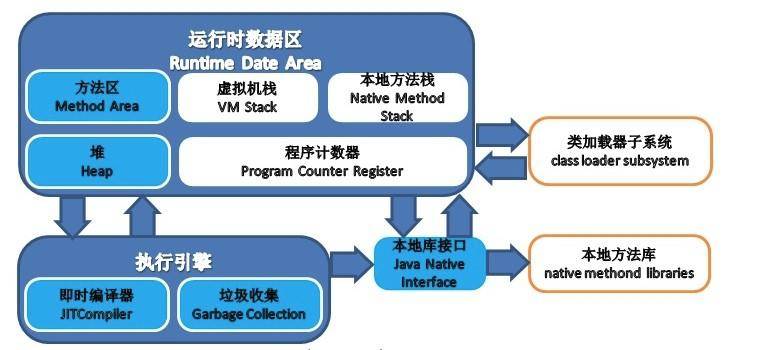 运行时数据区
Runtime Date Area
方法区
Method Area
虚拟机栈
VM Stack
本地方法栈
Native Method
Stack
堆
Heap
程序计数器
Program Counter Register
类加载器子系统
class loader subsystem
执行引擎
即时编译器
JITCompiler
垃圾收集
Garbage Collection
本地库接口
Java Native
Interface
本地方法库
native methond libraries